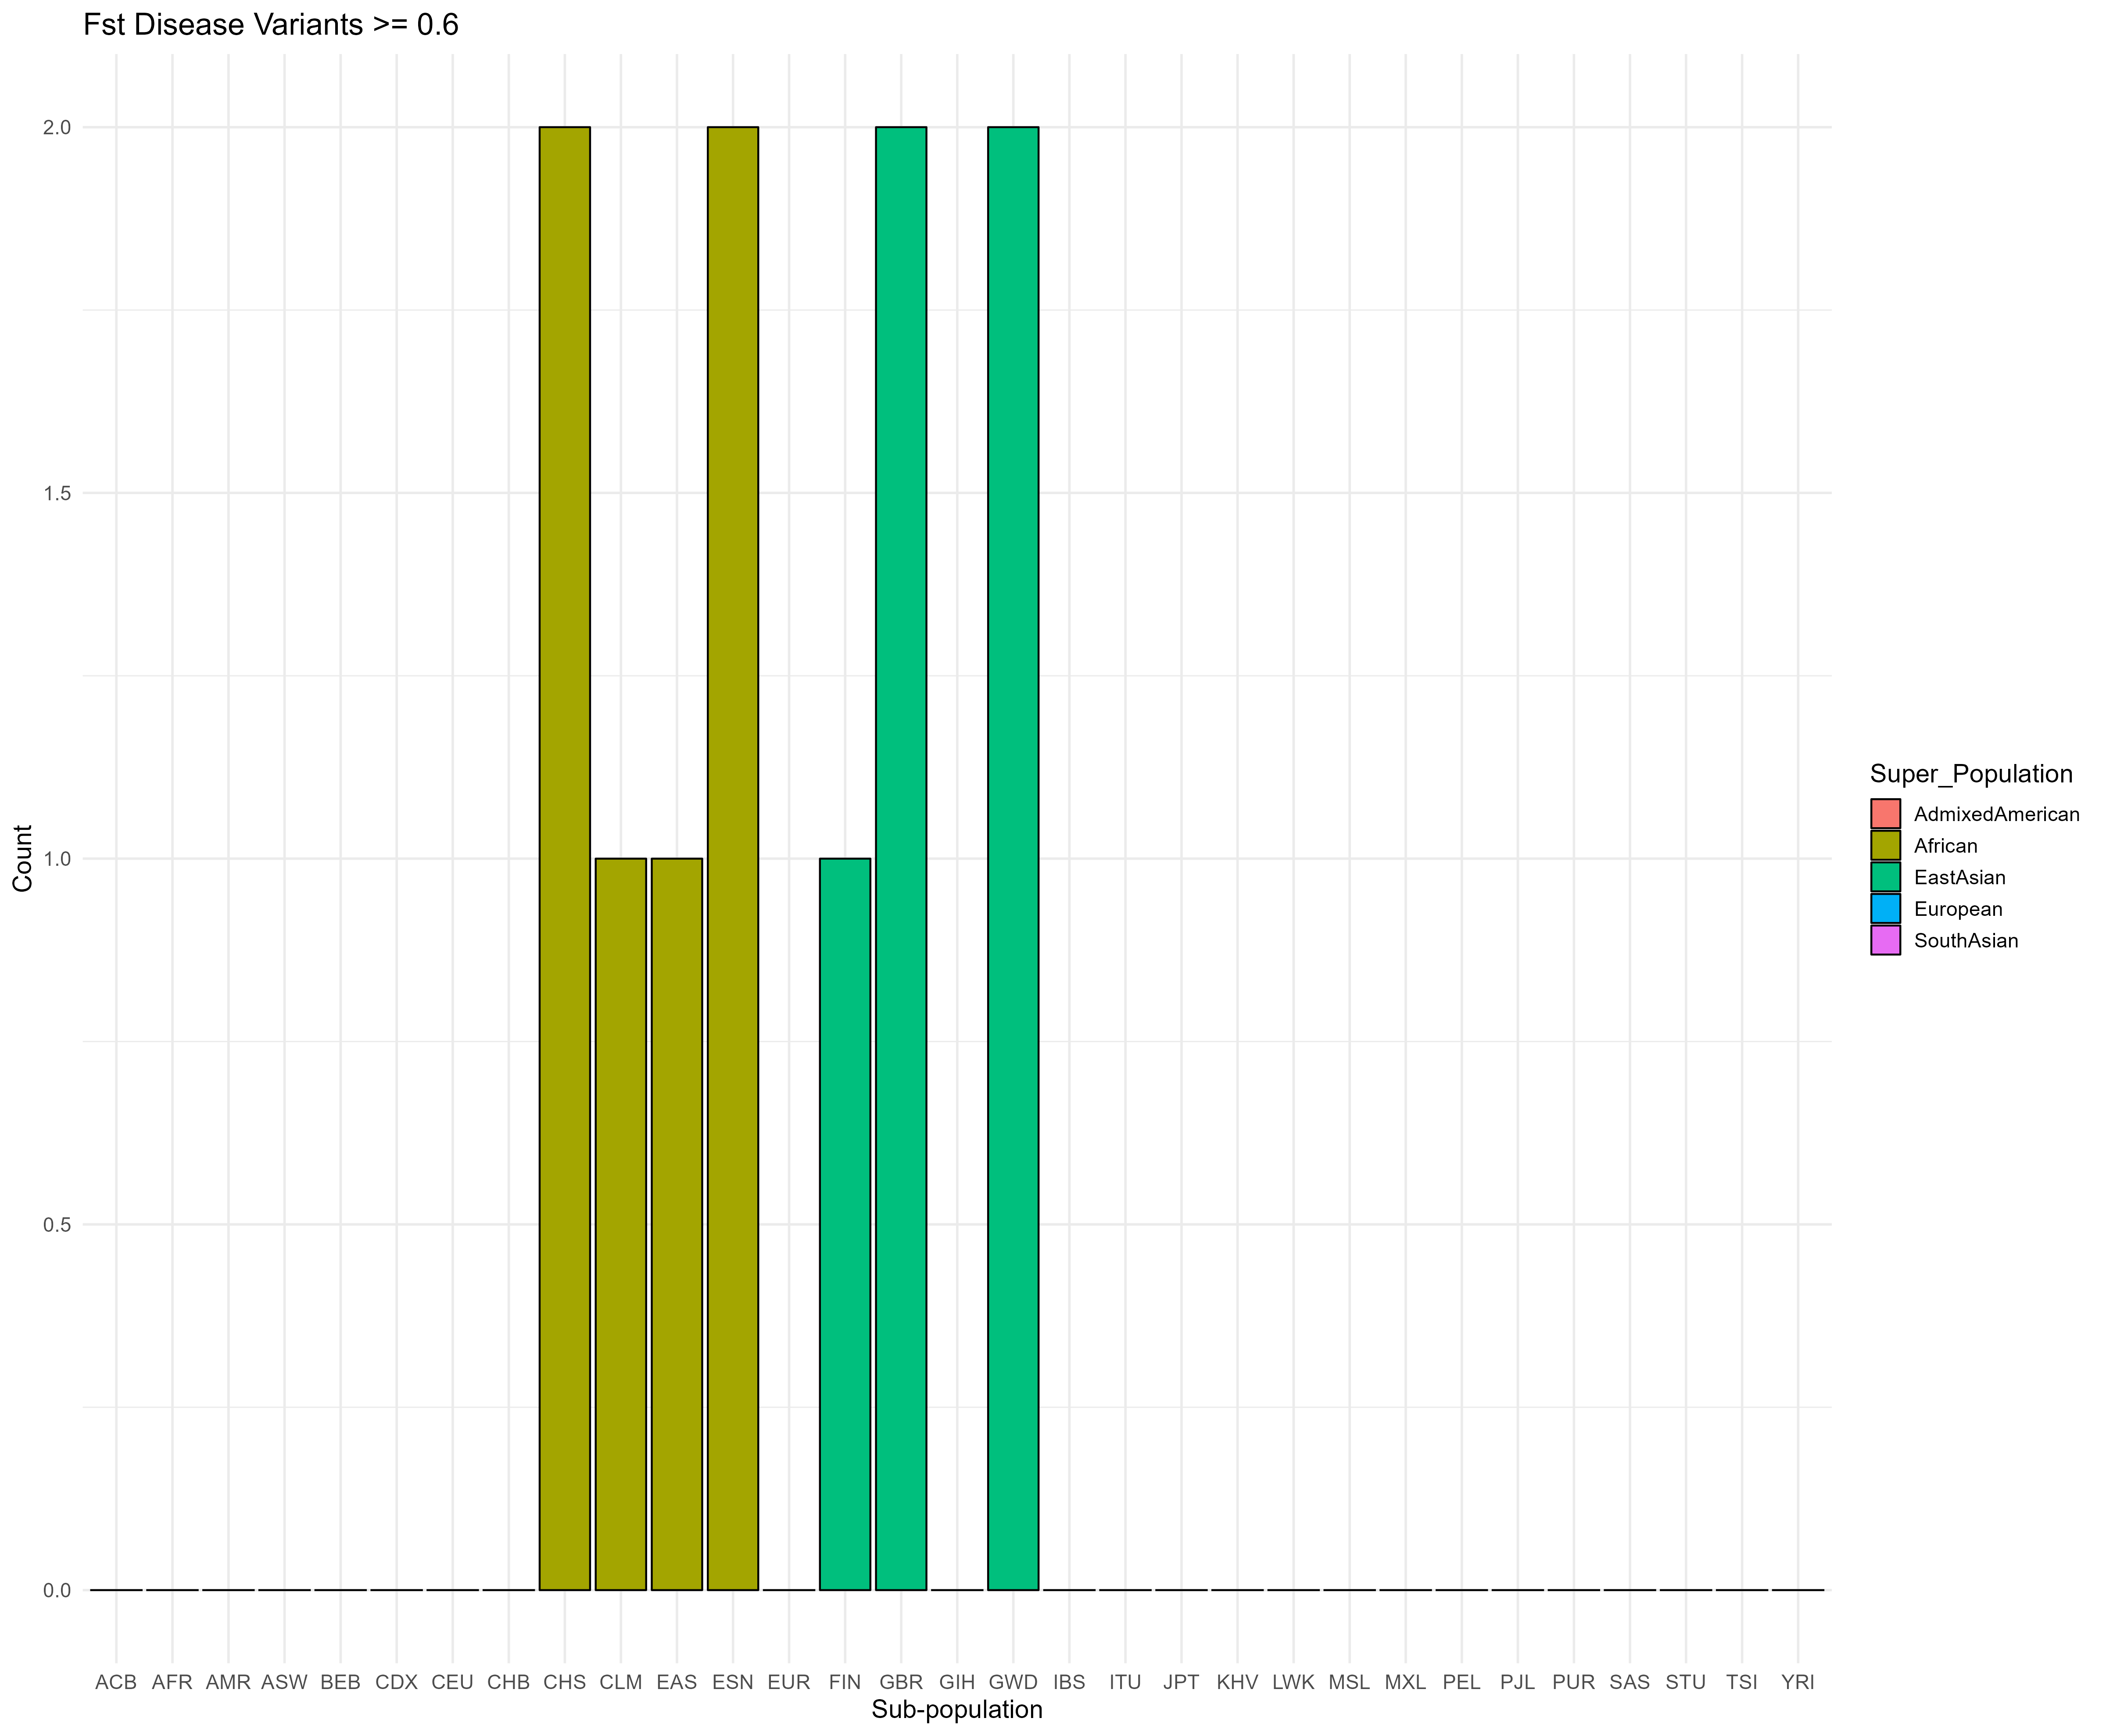 Fst Disease Variants >= 0.6
Count
2.0
1.5
1.0
0.5
0.0
ACB AFR AMR ASW BEB CDX CEU CHB CHS CLM EAS ESN EUR FIN GBR GIH GWD IBS ITU JPT KHV LWK MSL MXL PEL PJL PUR SAS STU TSI YRI
Sub-population
Super_Population
AdmixedAmerican
African
EastAsian
European
SouthAsian